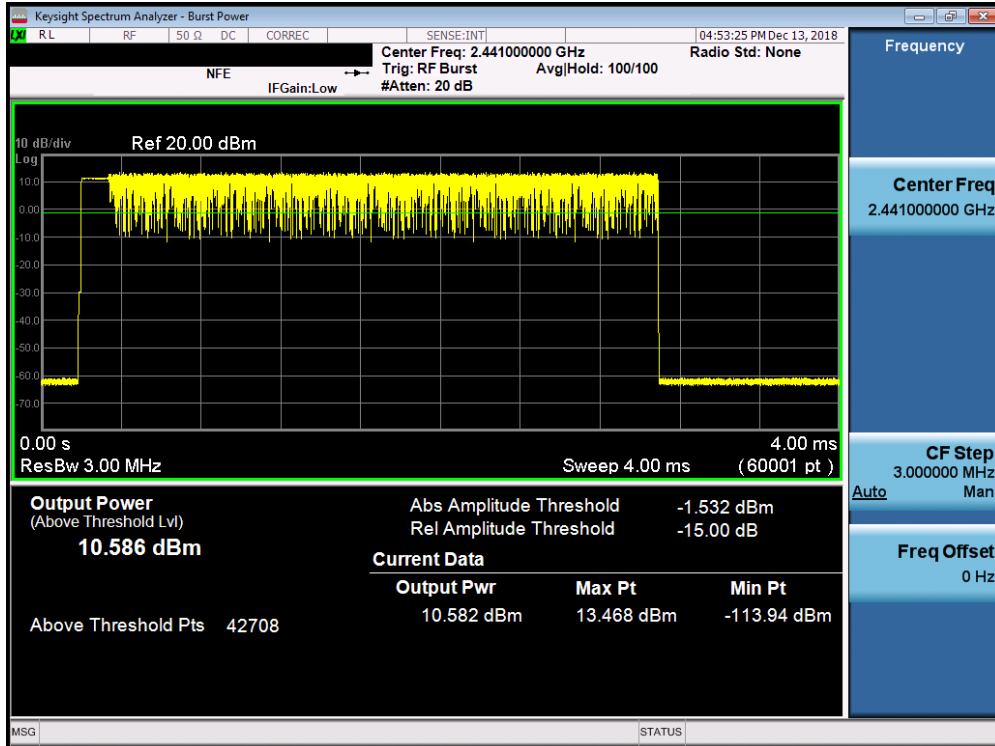 Keysight Spectrum Analyzer - Burst Power
LXI RL RF 50 Ω DC CORREC SENSE:INT 04:53:25 PM Dec 13, 2018
Center Freq: 2.441000000 GHz Radio Std: None
NFE Trig: RF Burst Avg|Hold: 100/100
IFGain:Low #Atten: 20 dB
10 dB/div Ref 20.00 dBm
Log
10.0
0.00
-10.0
-20.0
-30.0
-40.0
-50.0
-60.0
-70.0
0.00 s 4.00 ms
ResBw 3.00 MHz Sweep 4.00 ms (60001 pt)
Output Power
(Above Threshold Lvl)
10.586 dBm
Above Threshold Pts 42708
Abs Amplitude Threshold -1.532 dBm
Rel Amplitude Threshold -15.00 dB
Current Data
Output Pwr Max Pt Min Pt
10.582 dBm 13.468 dBm -113.94 dBm
Frequency
Center Freq
2.441000000 GHz
CF Step
3.000000 MHz
Auto Man
Freq Offset
0 Hz
MSG STATUS